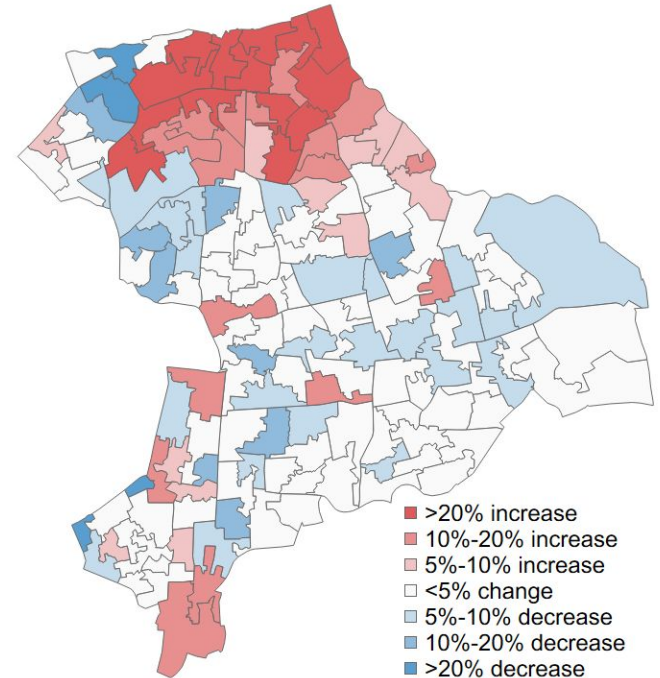 >20% increase
10%-20% increase
5%-10% increase
<5% change
5%-10% decrease
10%-20% decrease
>20% decrease